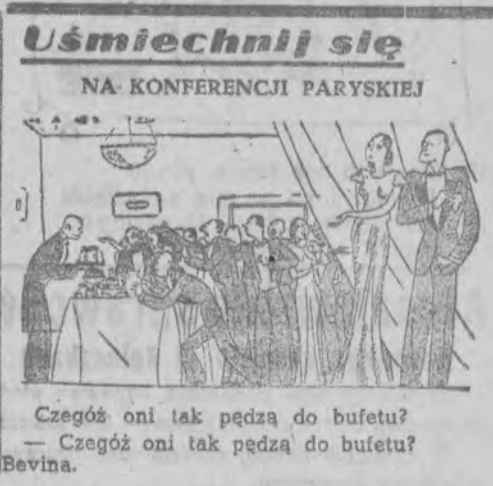 Uśmiechnij się
NA KONFERENCJI PARYSKIEJ
Czegóż oni tak pędzą do bufetu?
— Czegóż oni tak pędzą do bufetu?
Bevina.